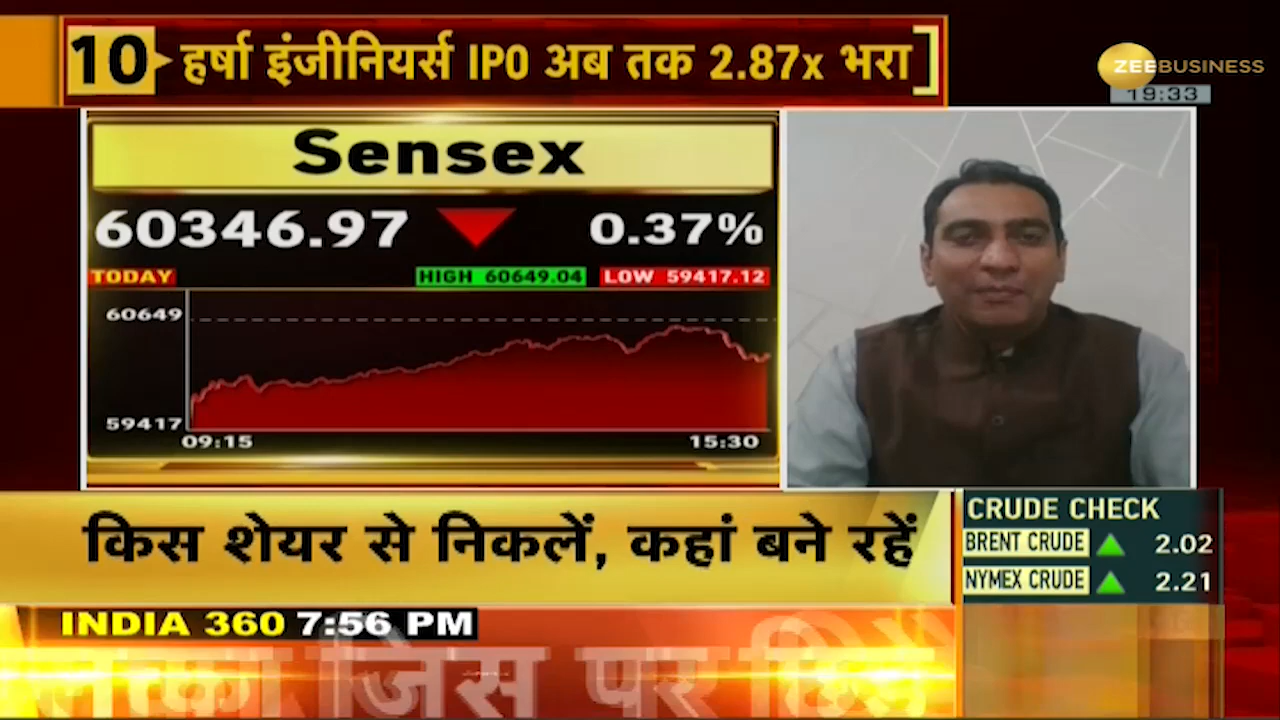 10 हर्षा इंजीनियर्स IPO अब तक 2.87x भरा
ZEEBUSINESS
19:33
Sensex
60346.97 0.37%
TODAY HIGH 60649.04 LOW 59417.12
60649
59417
09:15 15:30
किस शेयर से निकलें, कहां बने रहें
CRUDE CHECK
BRENT CRUDE 2.02
NYMEX CRUDE 2.21
INDIA 360 7:56 PM
जिस पर